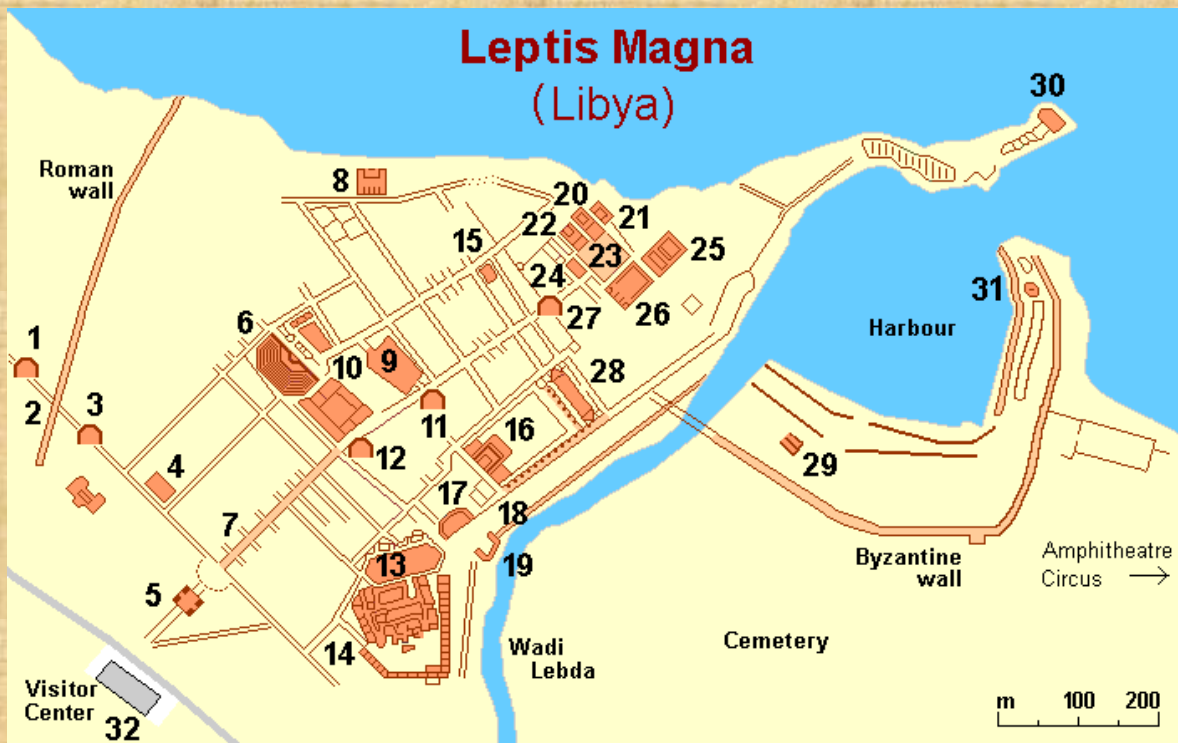 Leptis Magna
(Libya)
30
Roman
wall
8
20
21
22
15
23
25
24
31
26
27
6
Harbour
1
10
9
28
2
3
11
16
12
4
29
17
7
18
13
19
Byzantine
wall
Amphitheatre
Circus
5
14
Wadi
Lebda
Cemetery
Visitor
Center
32
m 100 200